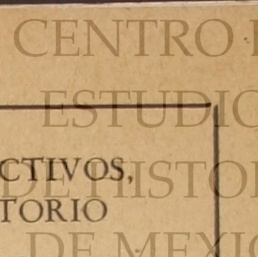 CENTRO
ESTUDIO
CTIVOS,
DE HISTO
TORIO
DE MEXIC